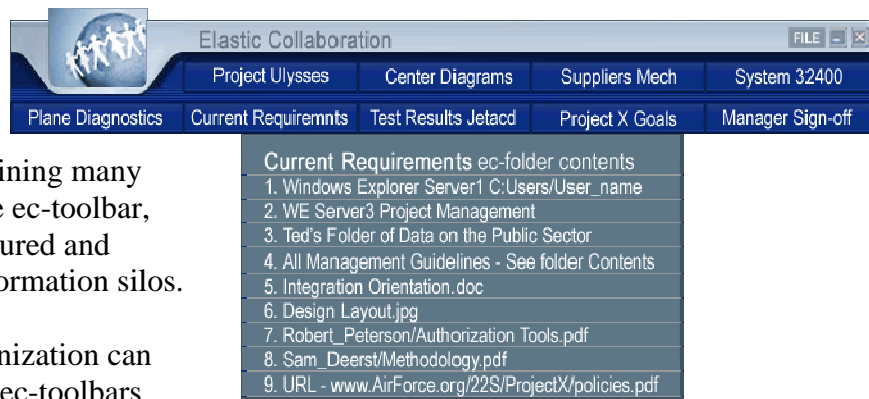 Elastic Collaboration FILE
Project Ulysses Center Diagrams Suppliers Mech System 32400
Plane Diagnostics Current Requiremnts Test Results Jetacd Project X Goals Manager Sign-off
Current Requirements ec-folder contents
1. Windows Explorer Server1 C:Users/User_name
2. WE Server3 Project Management
3. Ted's Folder of Data on the Public Sector
4. All Management Guidelines - See folder Contents
5. Integration Orientation.doc
6. Design Layout.jpg
7. Robert_Peterson/Authorization Tools.pdf
8. Sam_Deerst/Methodology.pdf
9. URL - www.AirForce.org/22S/ProjectX/policies.pdf
ining many
e ec-toolbar,
tured and
ormation silos.
nization can
ec-toolbars